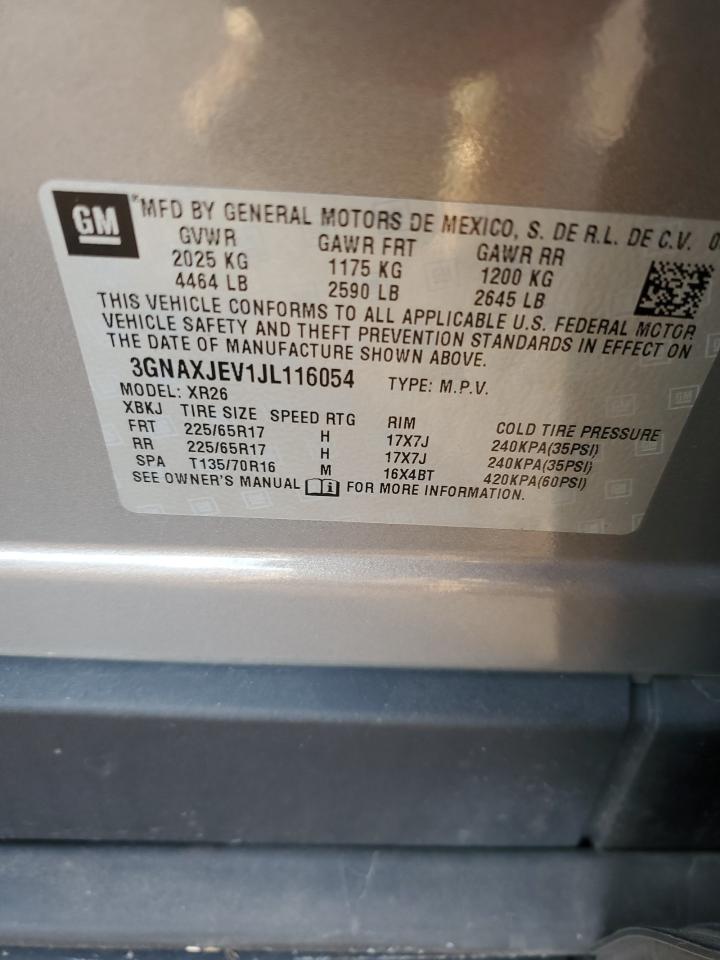 GM
*MFD BY GENERAL MOTORS DE MEXICO, S. DE R.L. DE C.V. 0
GVWR GAWR FRT GAWR RR
2025 KG 1175 KG 1200 KG
4464 LB 2590 LB 2645 LB
THIS VEHICLE CONFORMS TO ALL APPLICABLE U.S. FEDERAL MOTOR
VEHICLE SAFETY AND THEFT PREVENTION STANDARDS IN EFFECT ON
THE DATE OF MANUFACTURE SHOWN ABOVE.
3GNAXJEV1JL116054 TYPE: M.P.V.
MODEL: XR26
XBKJ TIRE SIZE SPEED RTG RIM COLD TIRE PRESSURE
FRT 225/65R17 H 17X7J 240KPA(35PSI)
RR 225/65R17 H 17X7J 240KPA(35PSI)
SPA T135/70R16 M 16X4BT 420KPA(60PSI)
SEE OWNER'S MANUAL i FOR MORE INFORMATION.